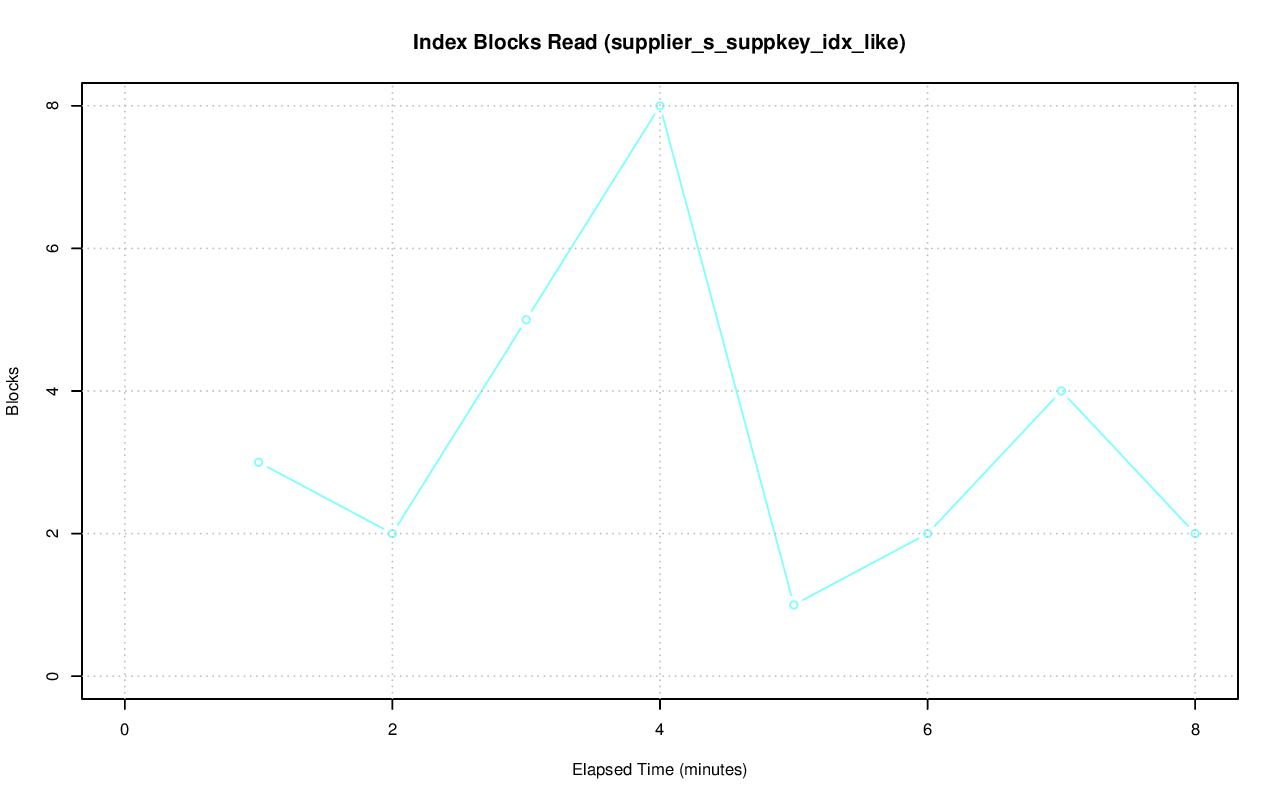 Index Blocks Read (supplier_s_suppkey_idx_like)
8
6
4
2
0
Blocks
0 2 4 6 8
Elapsed Time (minutes)